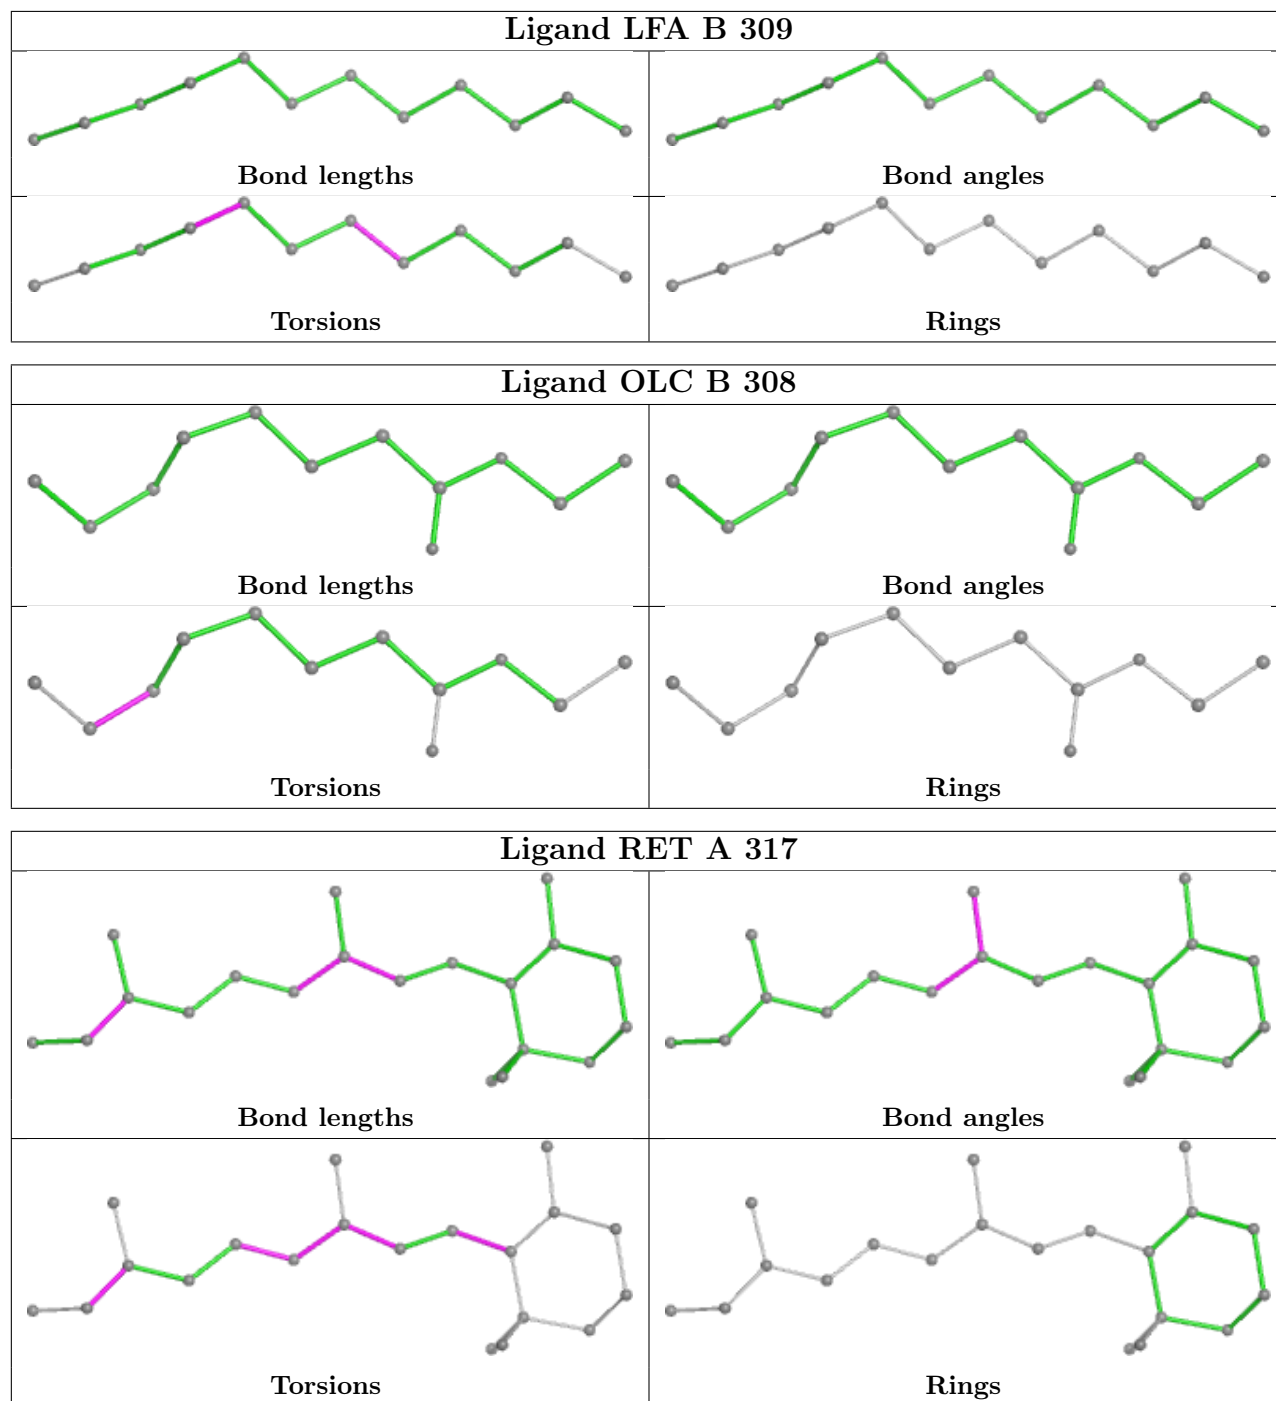 Ligand LFA B 309
Bond lengths
Bond angles
Torsions
Rings
Ligand OLC B 308
Bond lengths
Bond angles
Torsions
Rings
Ligand RET A 317
Bond lengths
Bond angles
Torsions
Rings